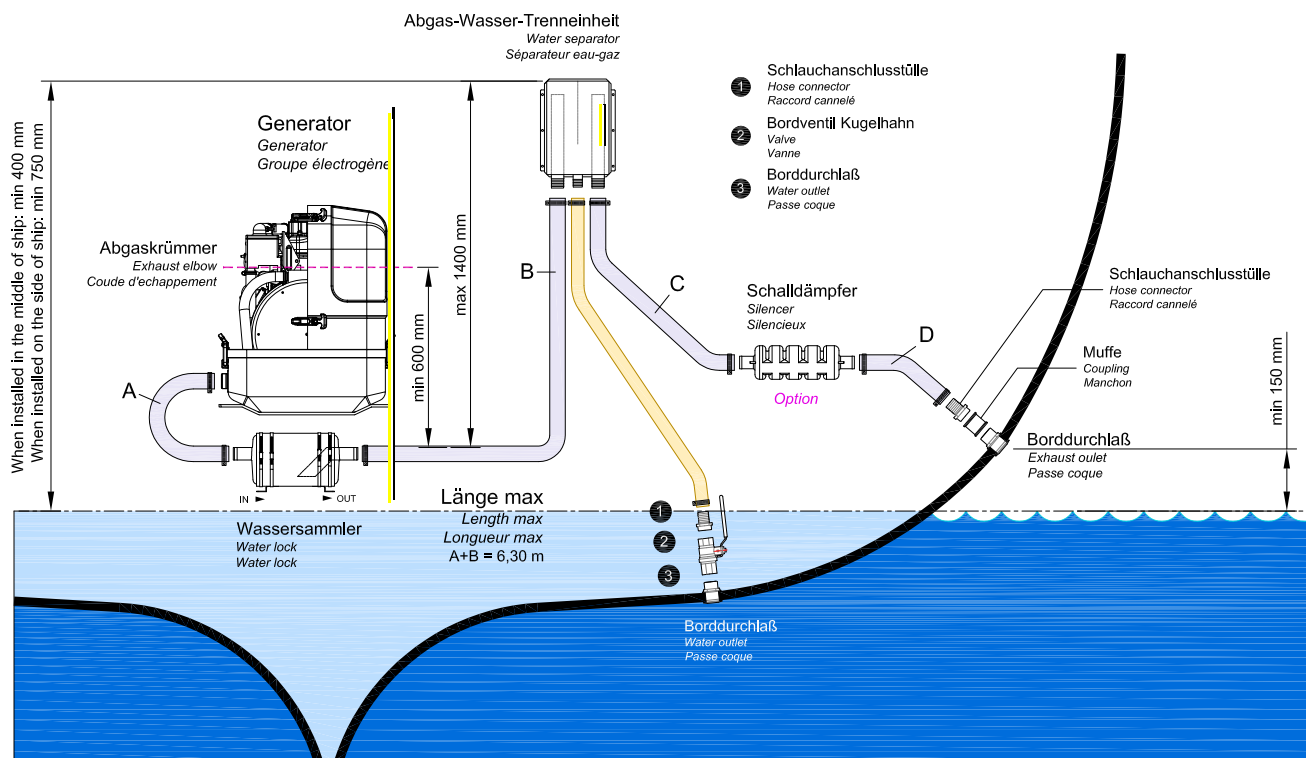 Abgas-Wasser-Trenneinheit
Water separator
Séparateur eau-gaz
1 Schlauchanschlusstülle
Hose connector
Raccord cannelé
2 Bordventil Kugelhahn
Valve
Vanne
3 Borddurchlaß
Water outlet
Passe coque
When installed in the middle of ship: min 400 mm
When installed on the side of ship: min 750 mm
Generator
Generator
Groupe électrogène
Abgaskrümmer
Exhaust elbow
Coude d'echappement
max 1400 mm
min 600 mm
A
B
C
D
Schalldämpfer
Silencer
Silencieux
Option
Schlauchanschlusstülle
Hose connector
Raccord cannelé
Muffe
Coupling
Manchon
min 150 mm
Borddurchlaß
Exhaust oulet
Passe coque
IN
OUT
Wassersammler
Water lock
Water lock
Länge max
Length max
Longueur max
A+B = 6,30 m
1
2
3
Borddurchlaß
Water outlet
Passe coque